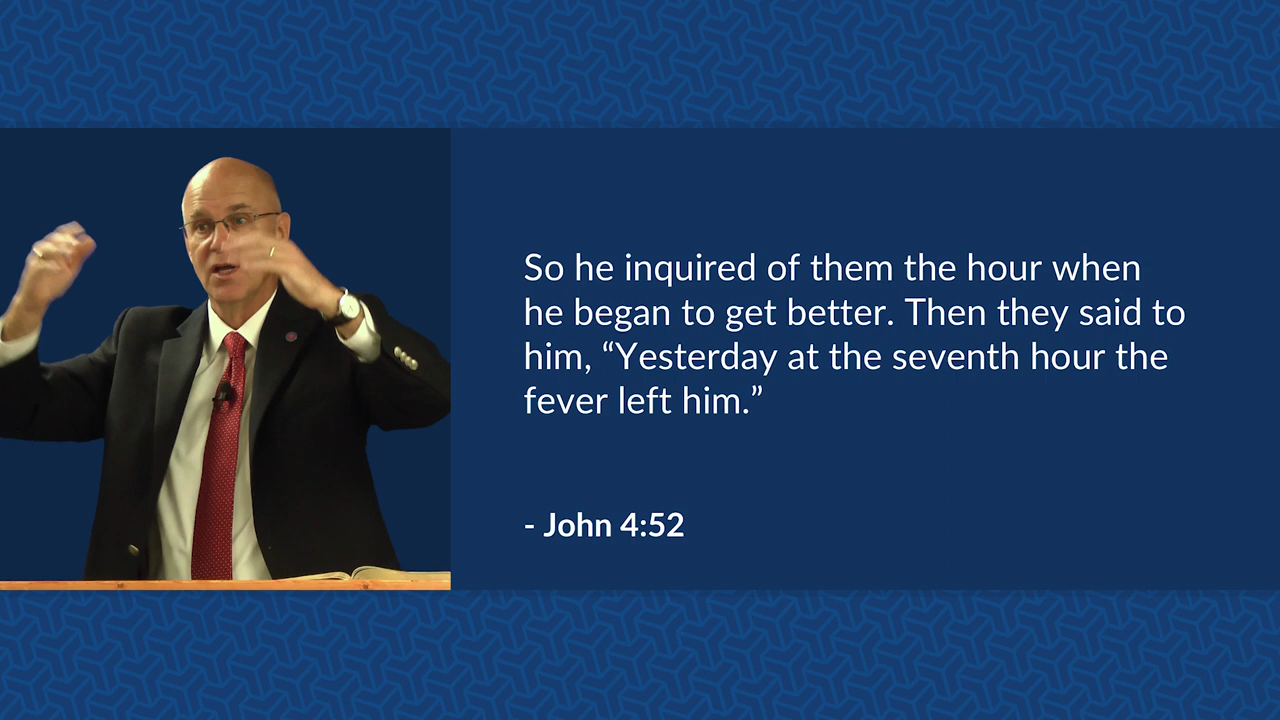 So he inquired of them the hour when
he began to get better. Then they said to
him, “Yesterday at the seventh hour the
fever left him.”
- John 4:52